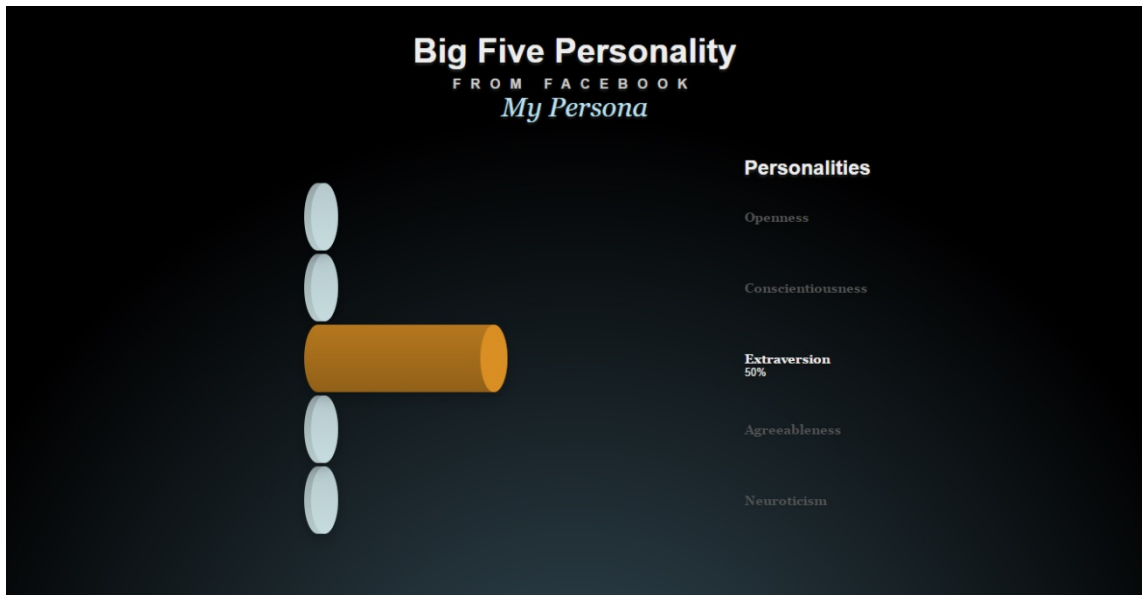 Big Five Personality
FROM FACEBOOK
My Persona
Personalities
Openness
Conscientiousness
Extraversion
50%
Agreeableness
Neuroticism